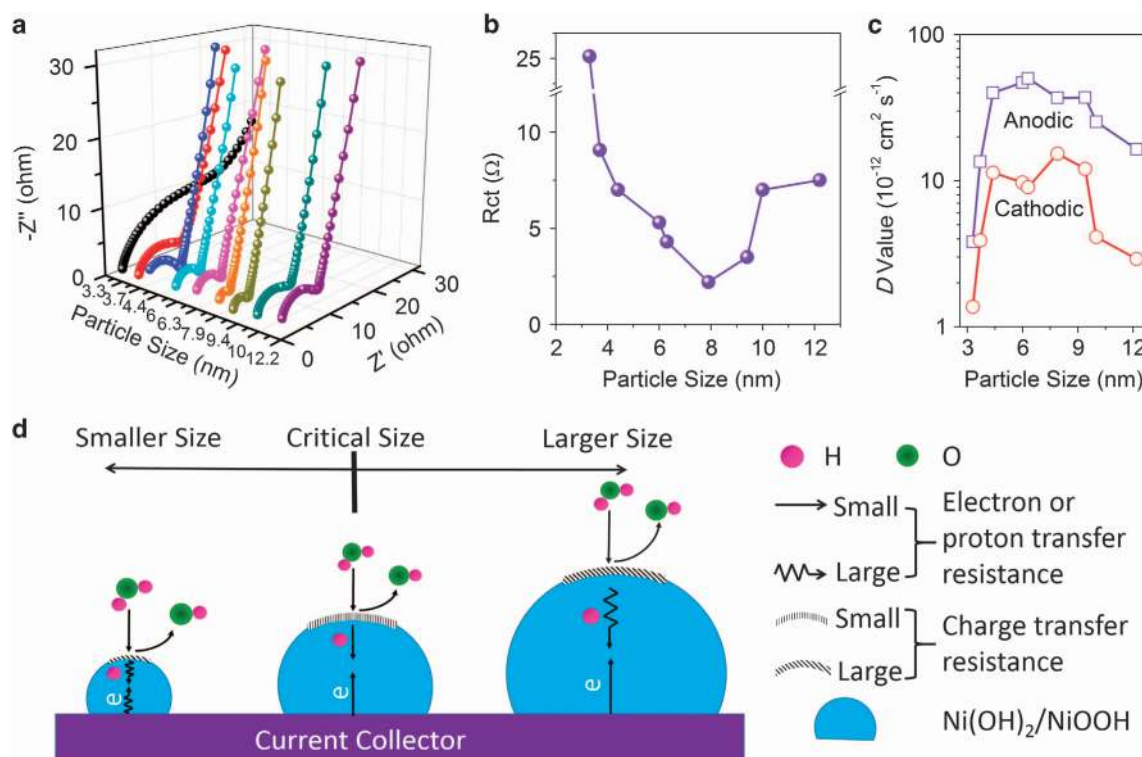 a
-Z" (ohm)
30
20
10
0
3.3
3.7
4.4
6
6.3
7.9
9.4
10
12.2
Particle Size (nm)
0
10
20
30
Z' (ohm)
b
Rct (Ω)
25
10
5
0
2 4 6 8 10 12
Particle Size (nm)
c
D Value (10⁻¹² cm² s⁻¹)
100
10
1
Anodic
Cathodic
3 6 9 12
Particle Size (nm)
d
Smaller Size Critical Size Larger Size
e
e
e
Current Collector
H O
Small
Large
Electron or
proton transfer
resistance
Small
Large
Charge transfer
resistance
Ni(OH)₂/NiOOH